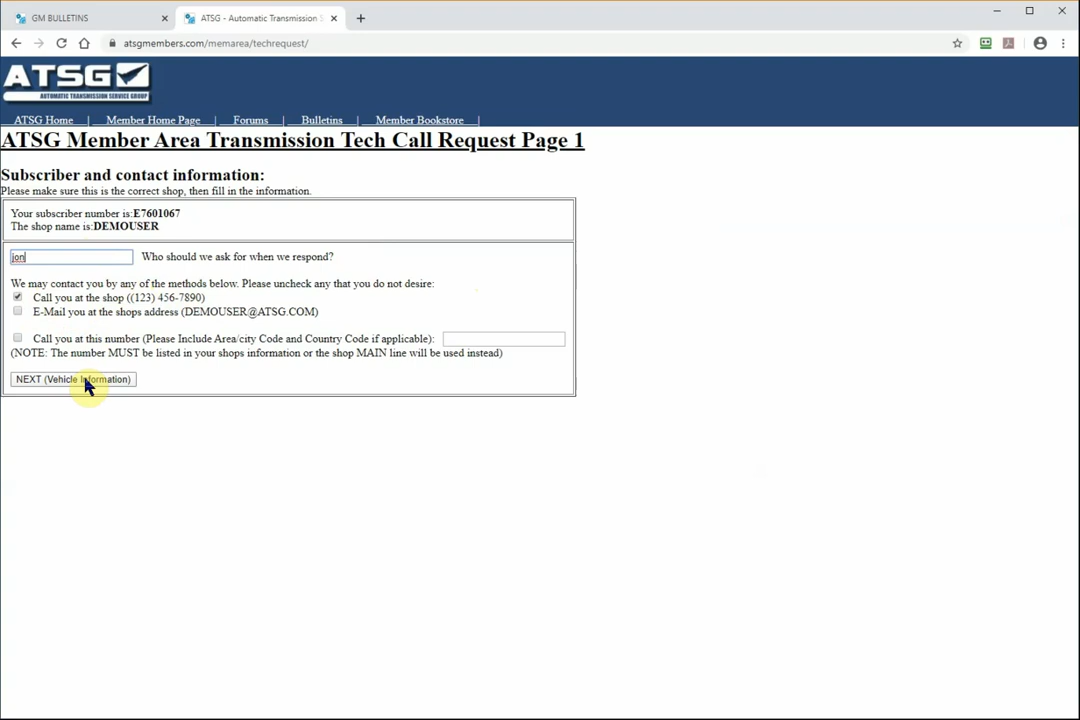 GM BULLETINS
ATSG - Automatic Transmission S
atsgmembers.com/memarea/techrequest/
ATSG
AUTOMATIC TRANSMISSION SERVICE GROUP
ATSG Home | Member Home Page | Forums | Bulletins | Member Bookstore |
ATSG Member Area Transmission Tech Call Request Page 1
Subscriber and contact information:
Please make sure this is the correct shop, then fill in the information.
Your subscriber number is:E7601067
The shop name is:DEMOUSER
jon Who should we ask for when we respond?
We may contact you by any of the methods below. Please uncheck any that you do not desire:
Call you at the shop ((123) 456-7890)
E-Mail you at the shops address (DEMOUSER@ATSG.COM)
Call you at this number (Please Include Area/city Code and Country Code if applicable):
(NOTE: The number MUST be listed in your shops information or the shop MAIN line will be used instead)
NEXT (Vehicle Information)